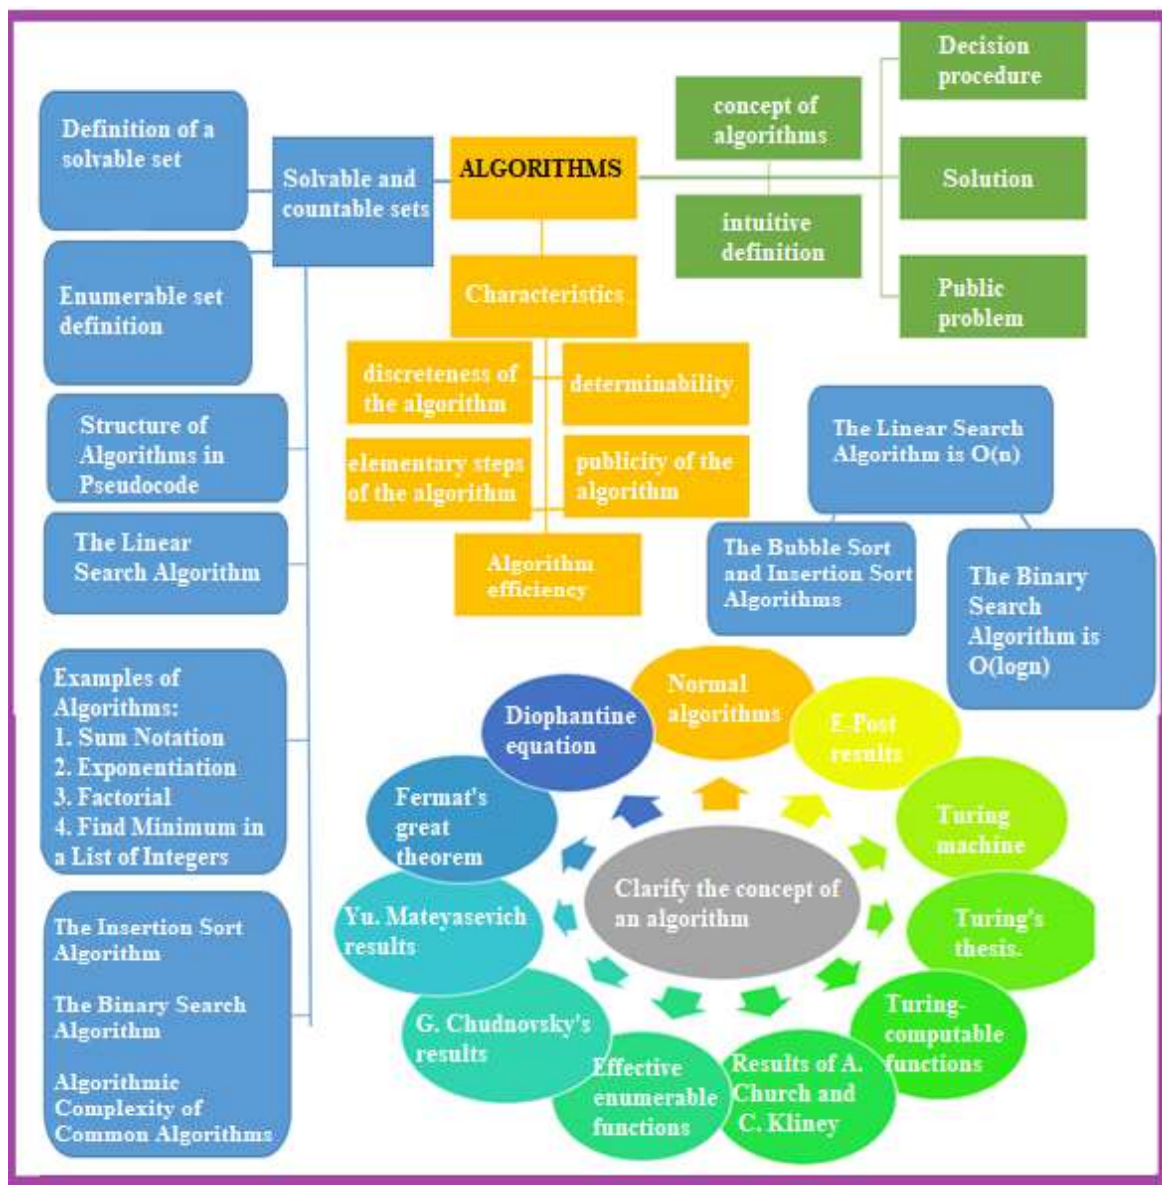 Decision
procedure
concept of
algorithms
Definition of a
solvable set
Solvable and
countable sets
ALGORITHMS
Solution
intuitive
definition
Enumerable set
definition
Characteristics
Public
problem
discreteness of
the algorithm
determinability
Structure of
Algorithms in
Pseudocode
The Linear Search
Algorithm is O(n)
elementary steps
of the algorithm
publicity of the
algorithm
The Linear
Search Algorithm
Algorithm
efficiency
The Bubble Sort
and Insertion Sort
Algorithms
The Binary
Search
Algorithm is
O(logn)
Examples of
Algorithms:
1. Sum Notation
2. Exponentiation
3. Factorial
4. Find Minimum in
a List of Integers
The Insertion Sort
Algorithm
The Binary Search
Algorithm
Algorithmic
Complexity of
Common Algorithms
Clarify the concept of
an algorithm
Normal
algorithms
E-Post
results
Turing
machine
Turing's
thesis.
Turing-
computable
functions
Results of A.
Church and
C. Kliney
Effective
enumerable
functions
G. Chudnovsky's
results
Yu. Mateyasevich
results
Fermat's
great
theorem
Diophantine
equation